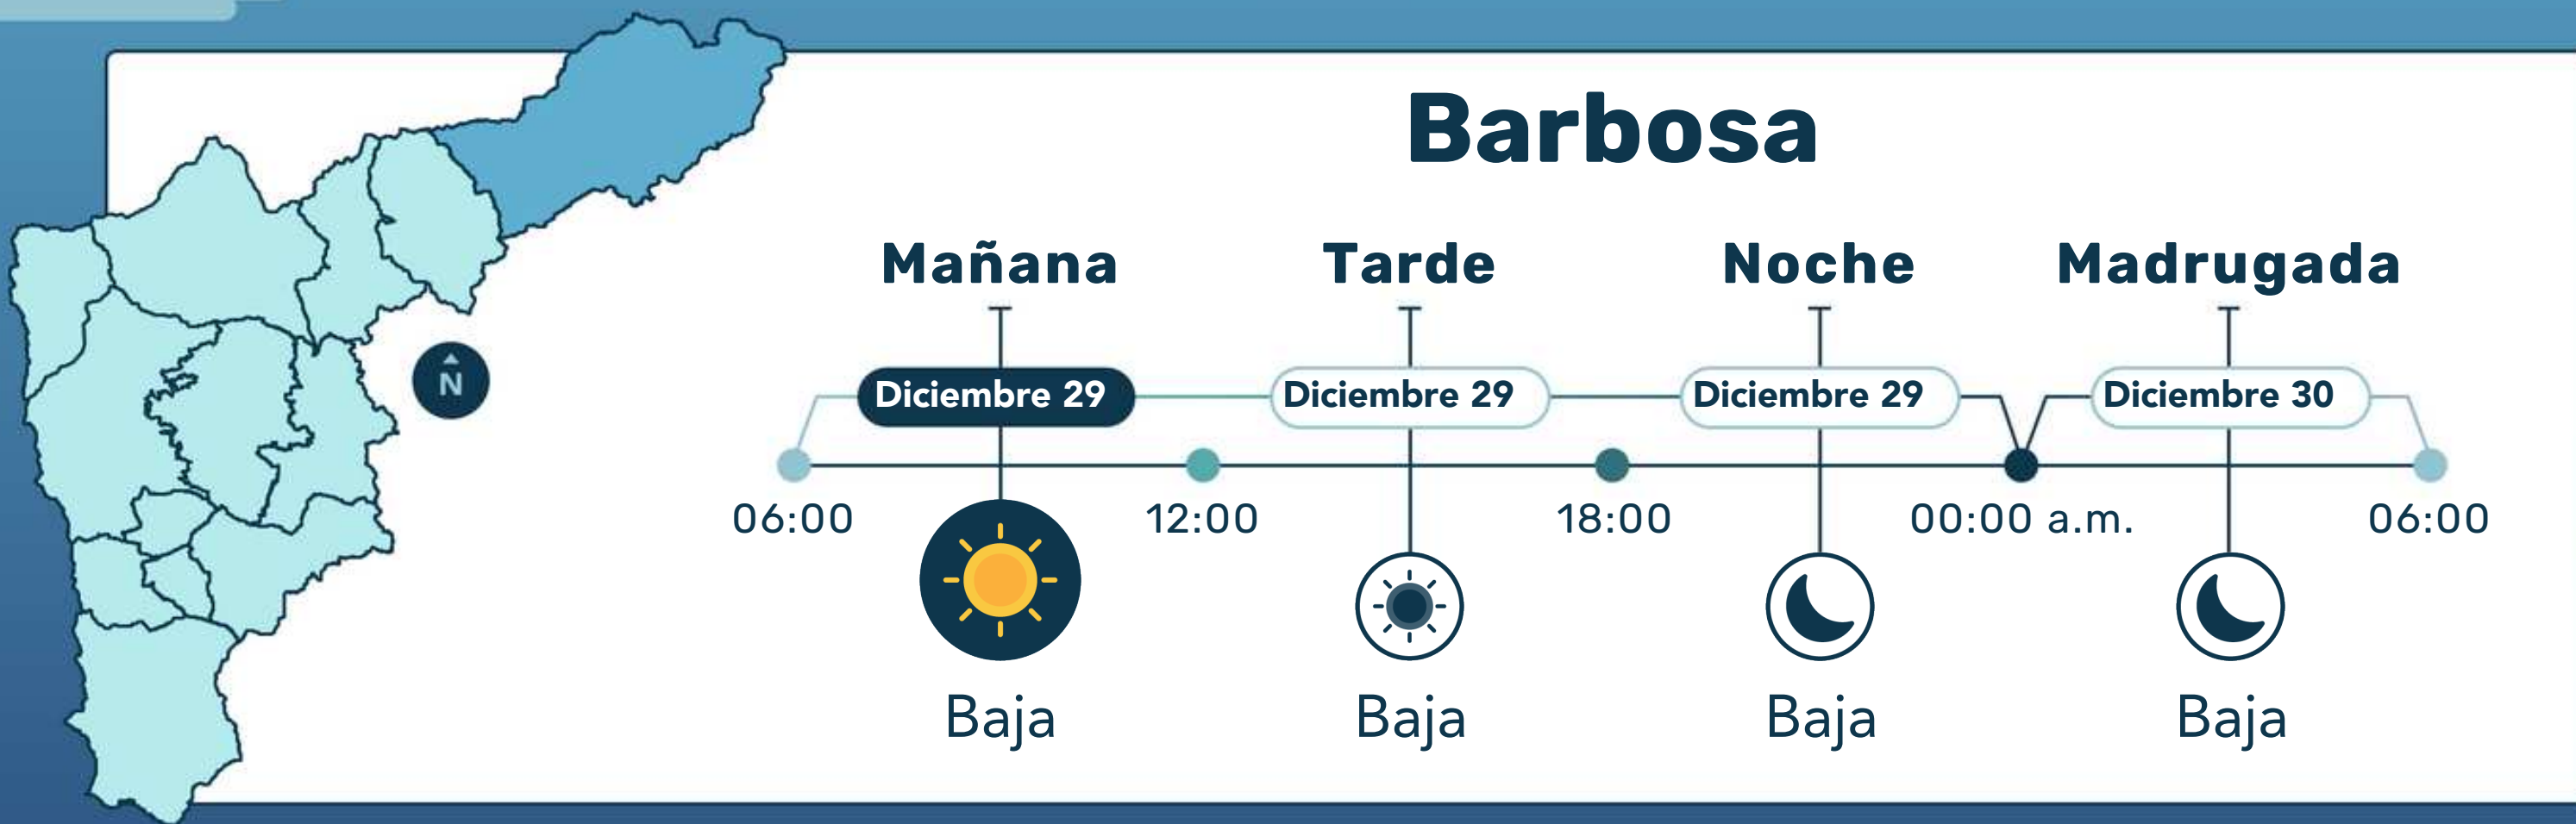 Barbosa
Mañana Tarde Noche Madrugada
N
Diciembre 29 Diciembre 29 Diciembre 29 Diciembre 30
06:00 12:00 18:00 00:00 a.m. 06:00
Baja Baja Baja Baja